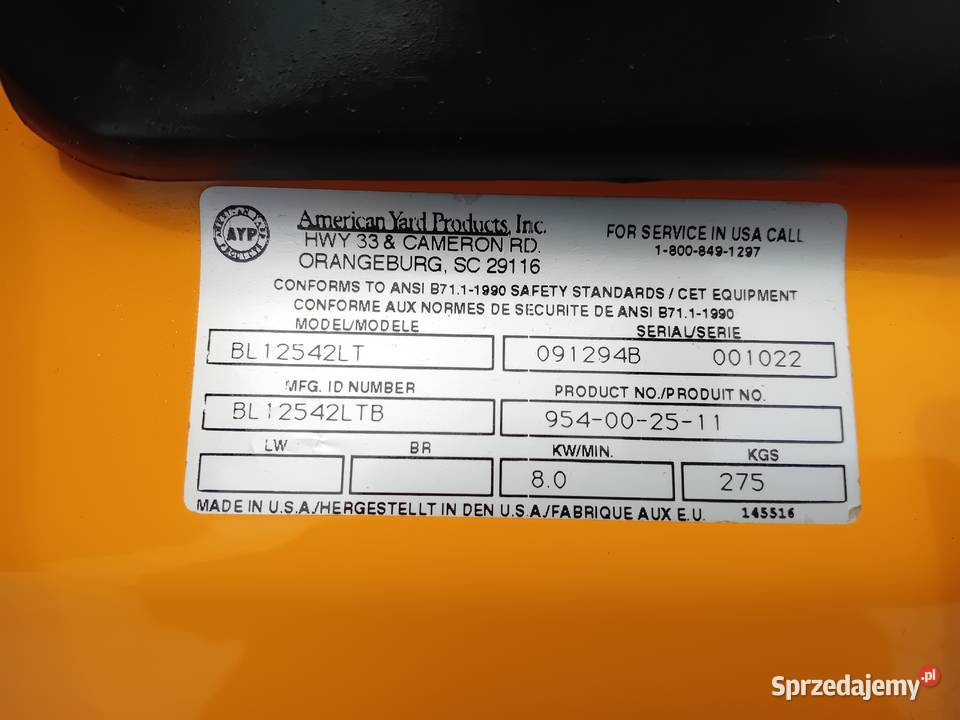 AMERICAN YARD PRODUCTS
AYP
American Yard Products, Inc.
HWY 33 & CAMERON RD.
ORANGEBURG, SC 29116
FOR SERVICE IN USA CALL
1-800-849-1297
CONFORMS TO ANSI B71.1-1990 SAFETY STANDARDS / CET EQUIPMENT
CONFORME AUX NORMES DE SECURITE DE ANSI B71.1-1990
MODEL/MODELE
SERIAL/SERIE
BL12542LT
091294B 001022
MFG. ID NUMBER
PRODUCT NO./PRODUIT NO.
BL12542LTB
954-00-25-11
LW
BR
KW/MIN.
KGS
8.0
275
MADE IN U.S.A./HERGESTELLT IN DEN U.S.A./FABRIQUE AUX E.U.
145516
Sprzedajemy.pl